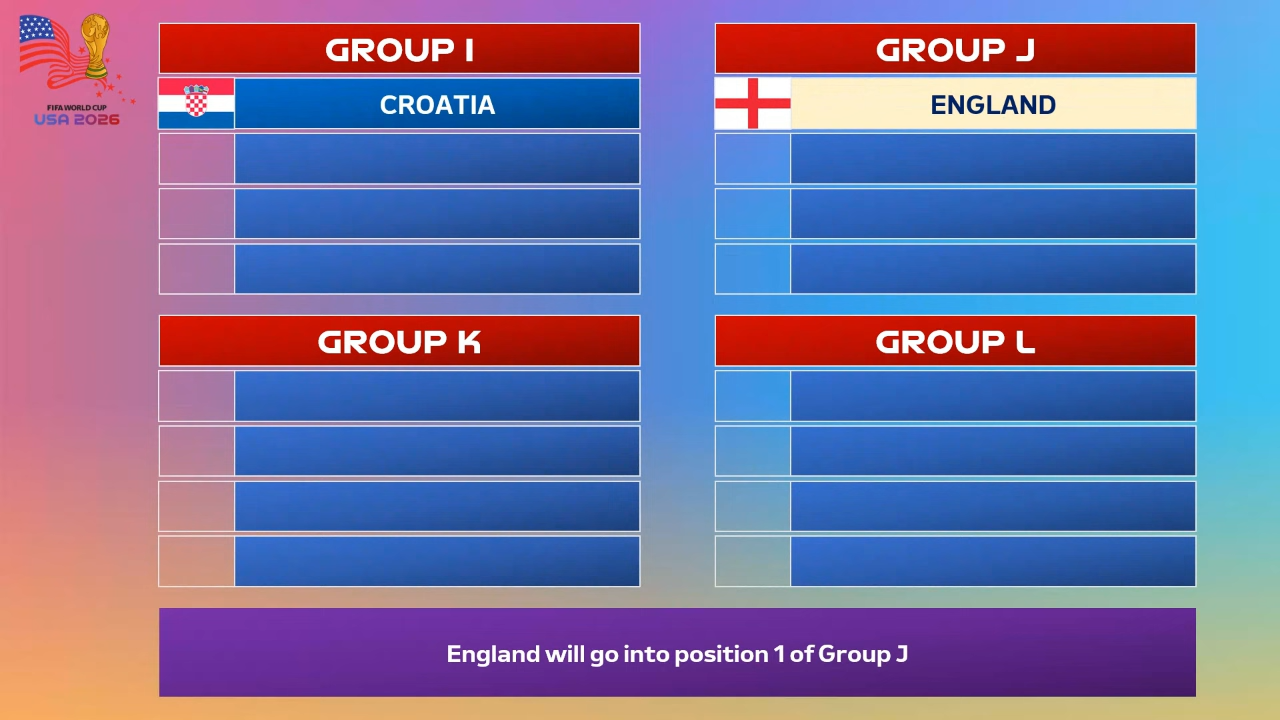 FIFA WORLD CUP
USA 2026
GROUP I
CROATIA
GROUP J
ENGLAND
GROUP K
GROUP L
England will go into position 1 of Group J